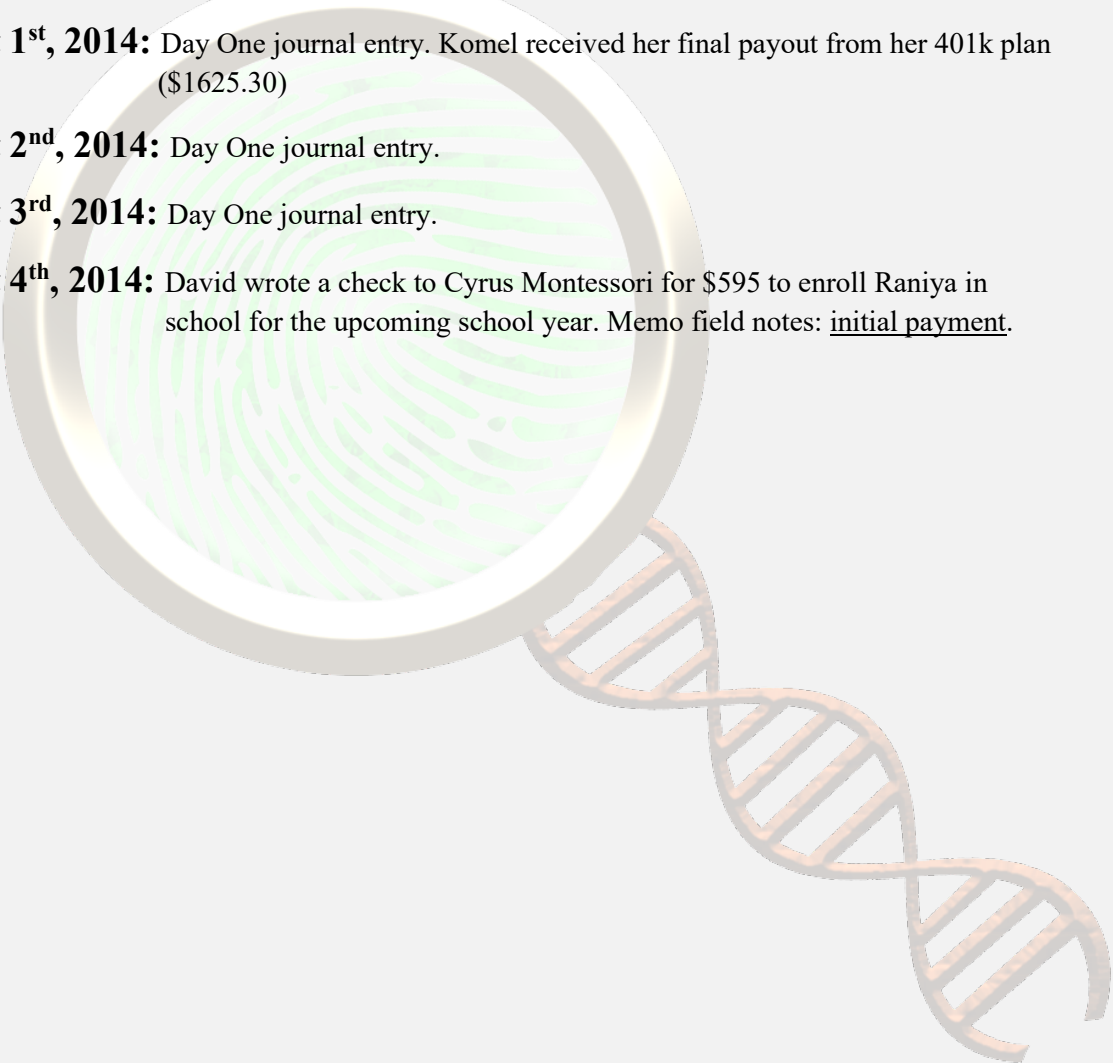 1st, 2014: Day One journal entry. Komel received her final payout from her 401k plan
($1625.30)
2nd, 2014: Day One journal entry.
3rd, 2014: Day One journal entry.
4th, 2014: David wrote a check to Cyrus Montessori for $595 to enroll Raniya in
school for the upcoming school year. Memo field notes: initial payment.